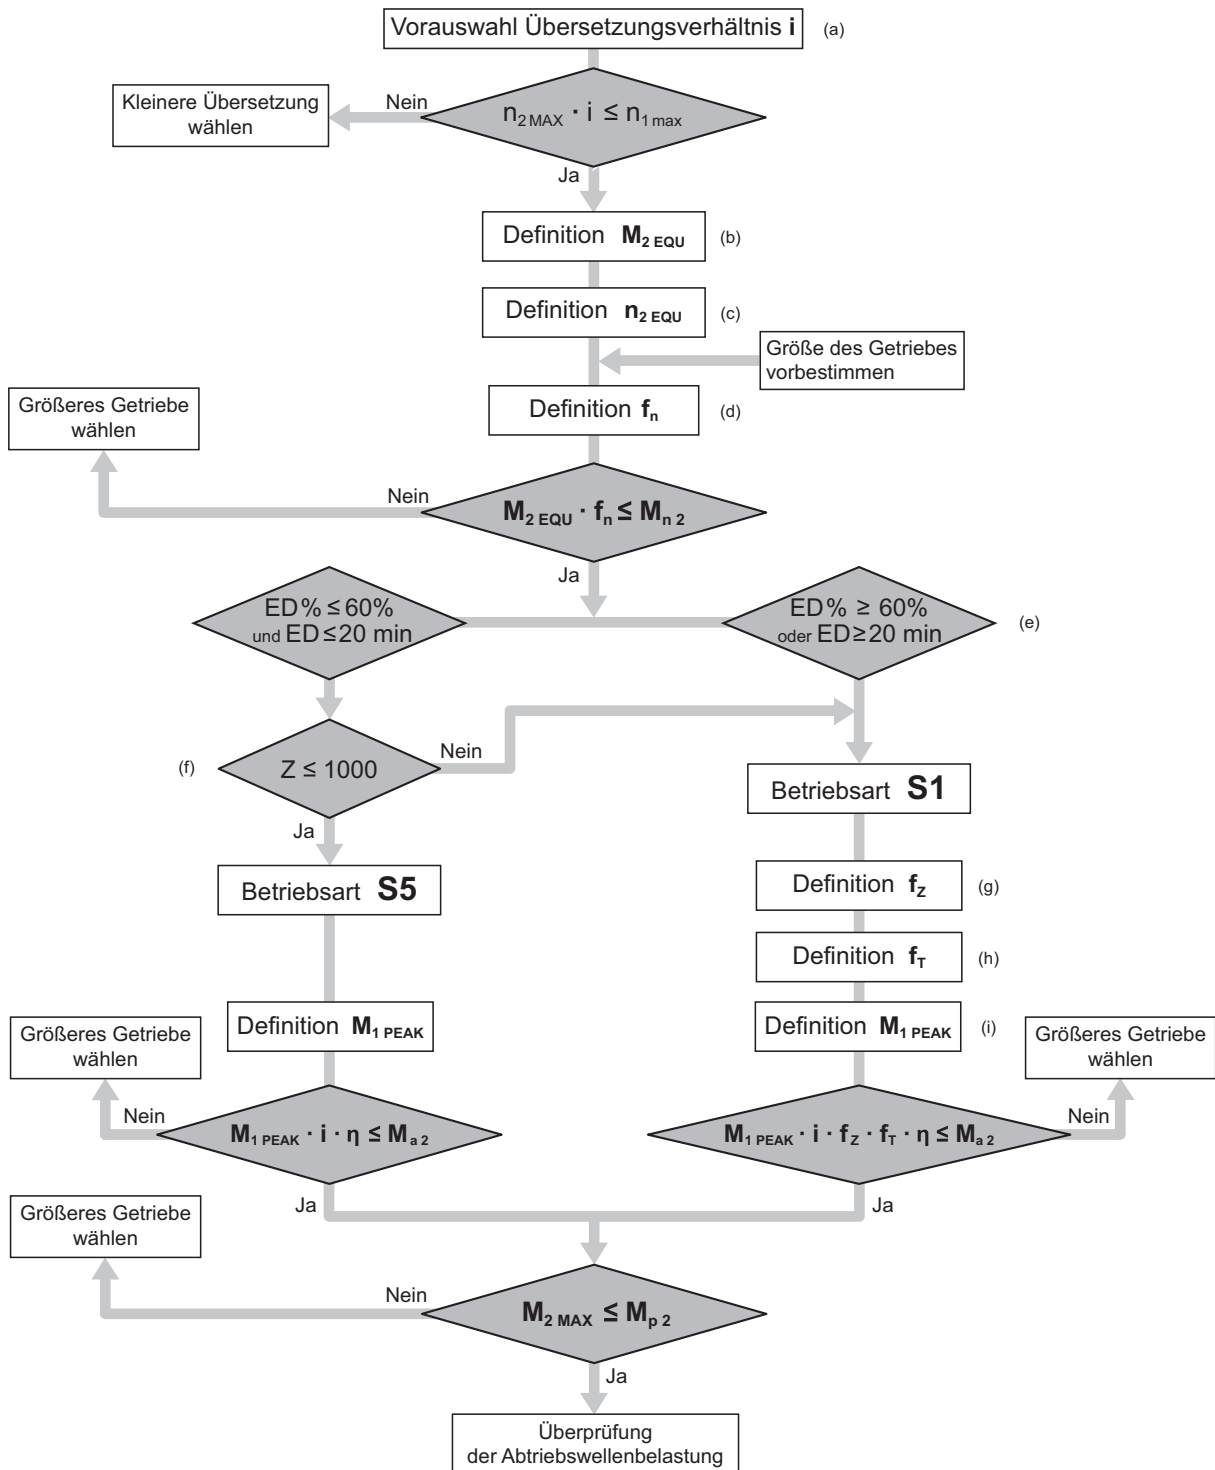 Vorauswahl Übersetzungsverhältnis i
(a)
Kleinere Übersetzung
wählen
Nein
n2 MAX · i ≤ n1 max
Ja
Definition M2 EQU
(b)
Definition n2 EQU
(c)
Größe des Getriebes
vorbestimmen
Größeres Getriebe
wählen
Definition fn
(d)
Nein
M2 EQU · fn ≤ Mn 2
Ja
ED% ≤ 60%
und ED ≤ 20 min
ED% ≥ 60%
oder ED ≥ 20 min
(e)
(f)
Z ≤ 1000
Nein
Ja
Betriebsart S1
Betriebsart S5
Definition fZ
(g)
Definition fT
(h)
Definition M1 PEAK
Definition M1 PEAK
(i)
Größeres Getriebe
wählen
Größeres Getriebe
wählen
Nein
M1 PEAK · i · η ≤ Ma 2
M1 PEAK · i · fZ · fT · η ≤ Ma 2
Nein
Ja
Ja
Größeres Getriebe
wählen
Nein
M2 MAX ≤ Mp 2
Ja
Überprüfung
der Abtriebswellenbelastung